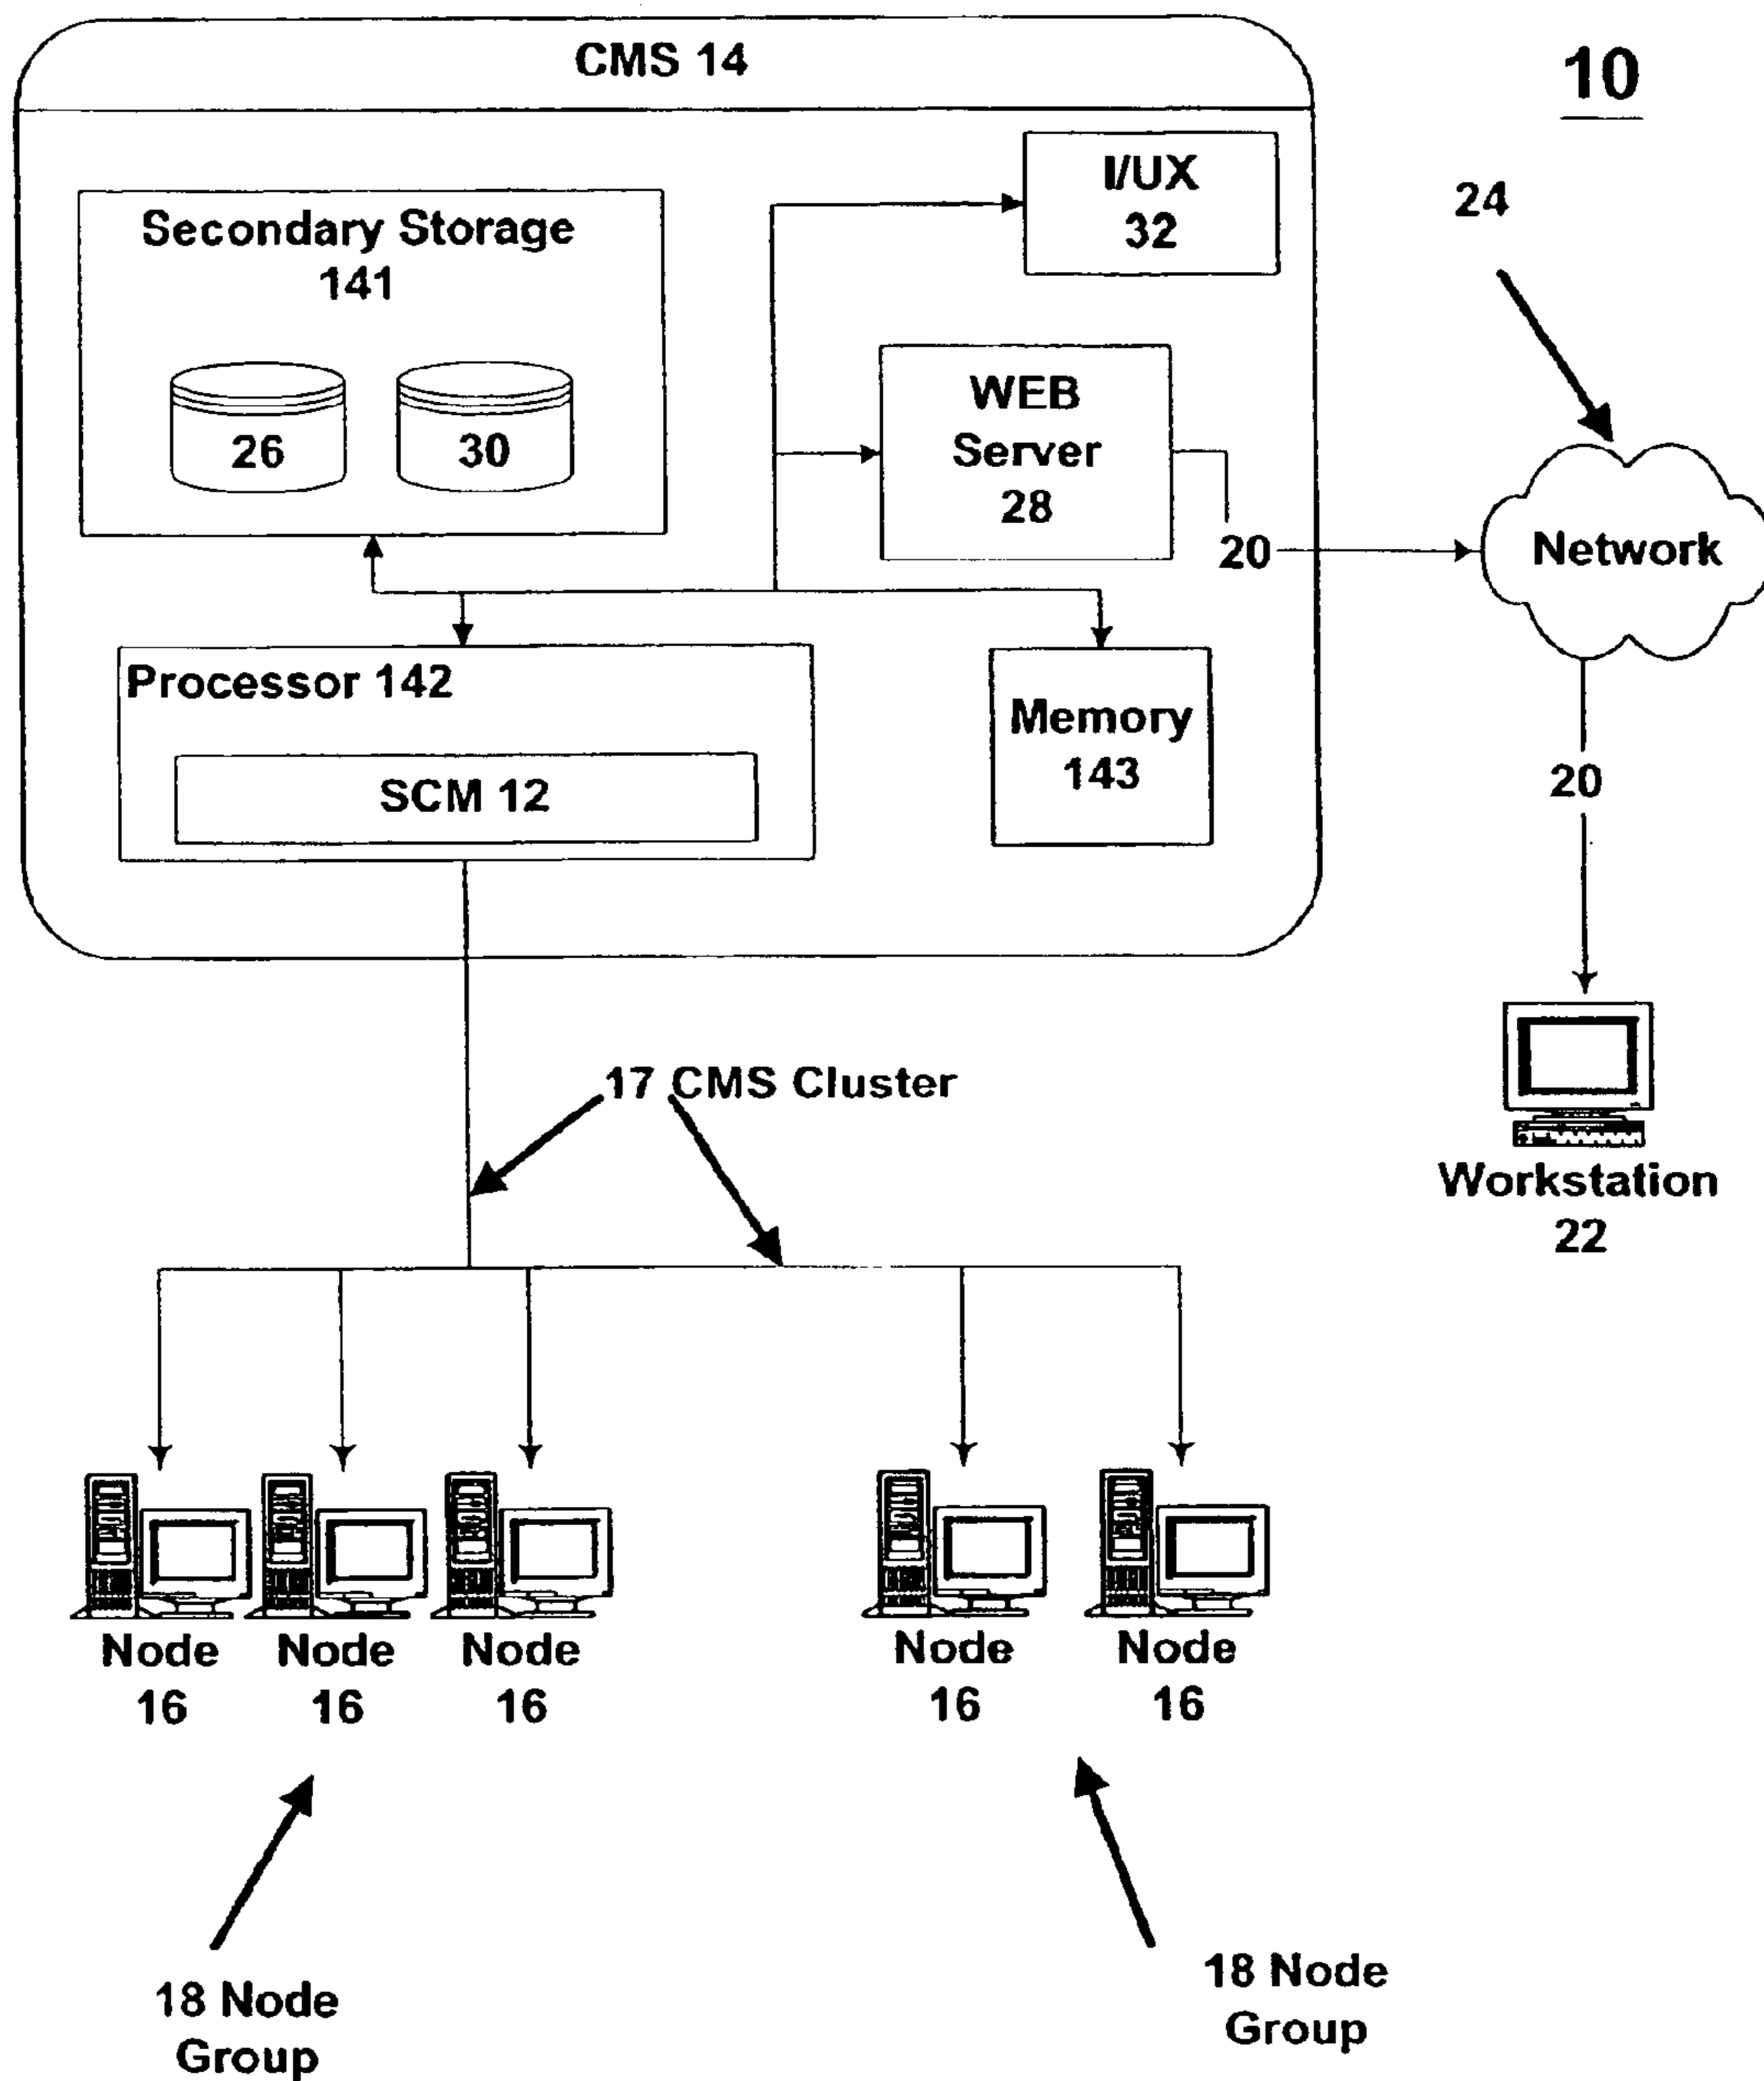 CMS 14
10
I/UX
32
24
Secondary Storage
141
26
30
WEB
Server
28
20
Network
Processor 142
SCM 12
Memory
143
20
17 CMS Cluster
Workstation
22
Node
16
Node
16
Node
16
Node
16
Node
16
18 Node
Group
18 Node
Group